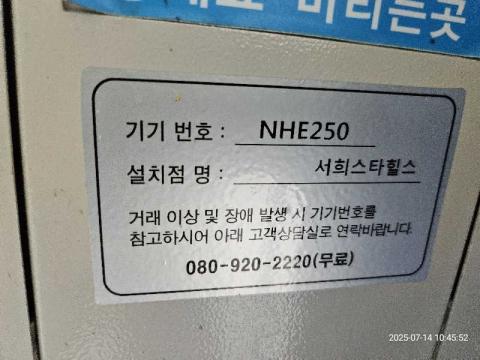 버리는곳
기기 번호 : NHE250
설치점 명 : 서희스타힐스
거래 이상 및 장애 발생 시 기기번호를
참고하시어 아래 고객상담실로 연락바랍니다.
080-920-2220(무료)
2025-07-14 10:45:52